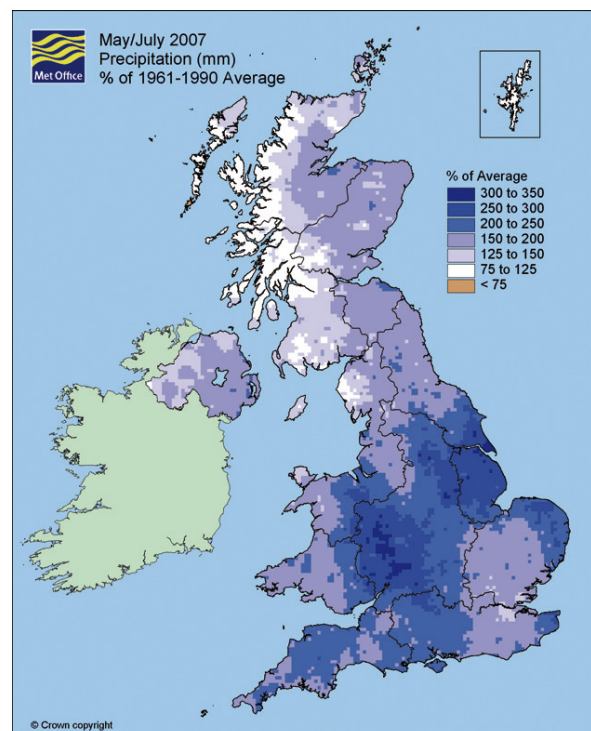 Met Office
May/July 2007
Precipitation (mm)
% of 1961-1990 Average
% of Average
300 to 350
250 to 300
200 to 250
150 to 200
125 to 150
75 to 125
< 75
© Crown copyright